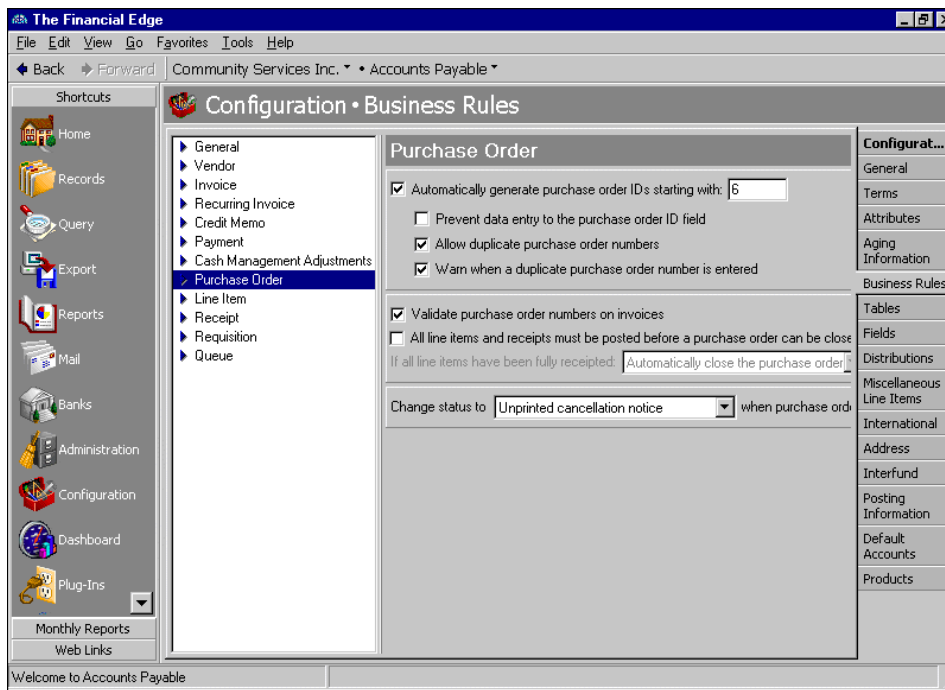 The Financial Edge
File Edit View Go Favorites Tools Help
Back Forward Community Services Inc. • Accounts Payable
Shortcuts
Home
Records
Query
Export
Reports
Mail
Banks
Administration
Configuration
Dashboard
Plug-Ins
Monthly Reports
Web Links
Configuration • Business Rules
General
Vendor
Invoice
Recurring Invoice
Credit Memo
Payment
Cash Management Adjustments
Purchase Order
Line Item
Receipt
Requisition
Queue
Purchase Order
Automatically generate purchase order IDs starting with: 6
Prevent data entry to the purchase order ID field
Allow duplicate purchase order numbers
Warn when a duplicate purchase order number is entered
Validate purchase order numbers on invoices
All line items and receipts must be posted before a purchase order can be close
If all line items have been fully receipted: Automatically close the purchase order
Change status to Unprinted cancellation notice when purchase orde
Configurat...
General
Terms
Attributes
Aging
Information
Business Rules
Tables
Fields
Distributions
Miscellaneous
Line Items
International
Address
Interfund
Posting
Information
Default
Accounts
Products
Welcome to Accounts Payable